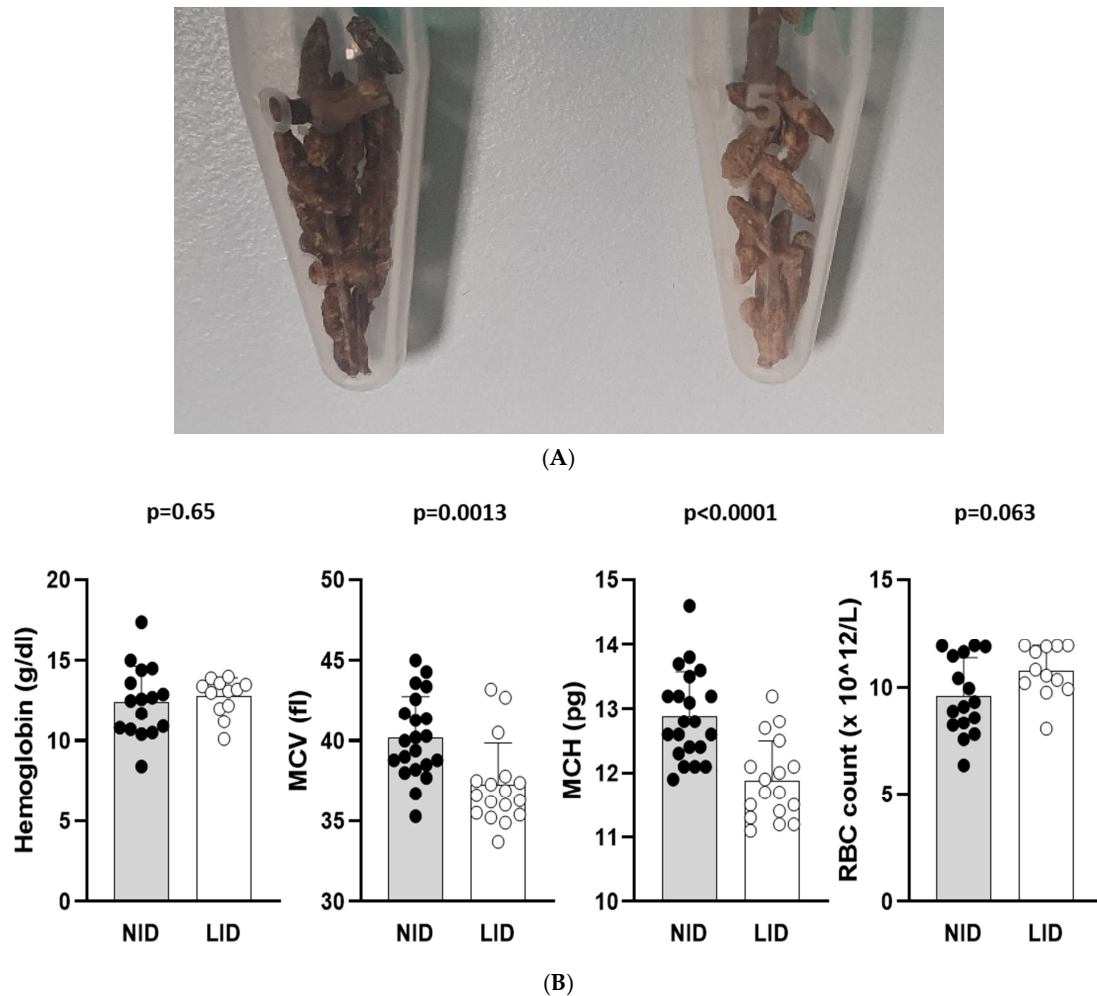 5
(A)
p=0.65
p=0.0013
p<0.0001
p=0.063
Hemoglobin (g/dl)
20
15
10
5
0
NID
LID
MCV (fl)
50
45
40
35
30
NID
LID
MCH (pg)
15
14
13
12
11
10
NID
LID
RBC count (x 10^12/L)
15
10
5
0
NID
LID
(B)